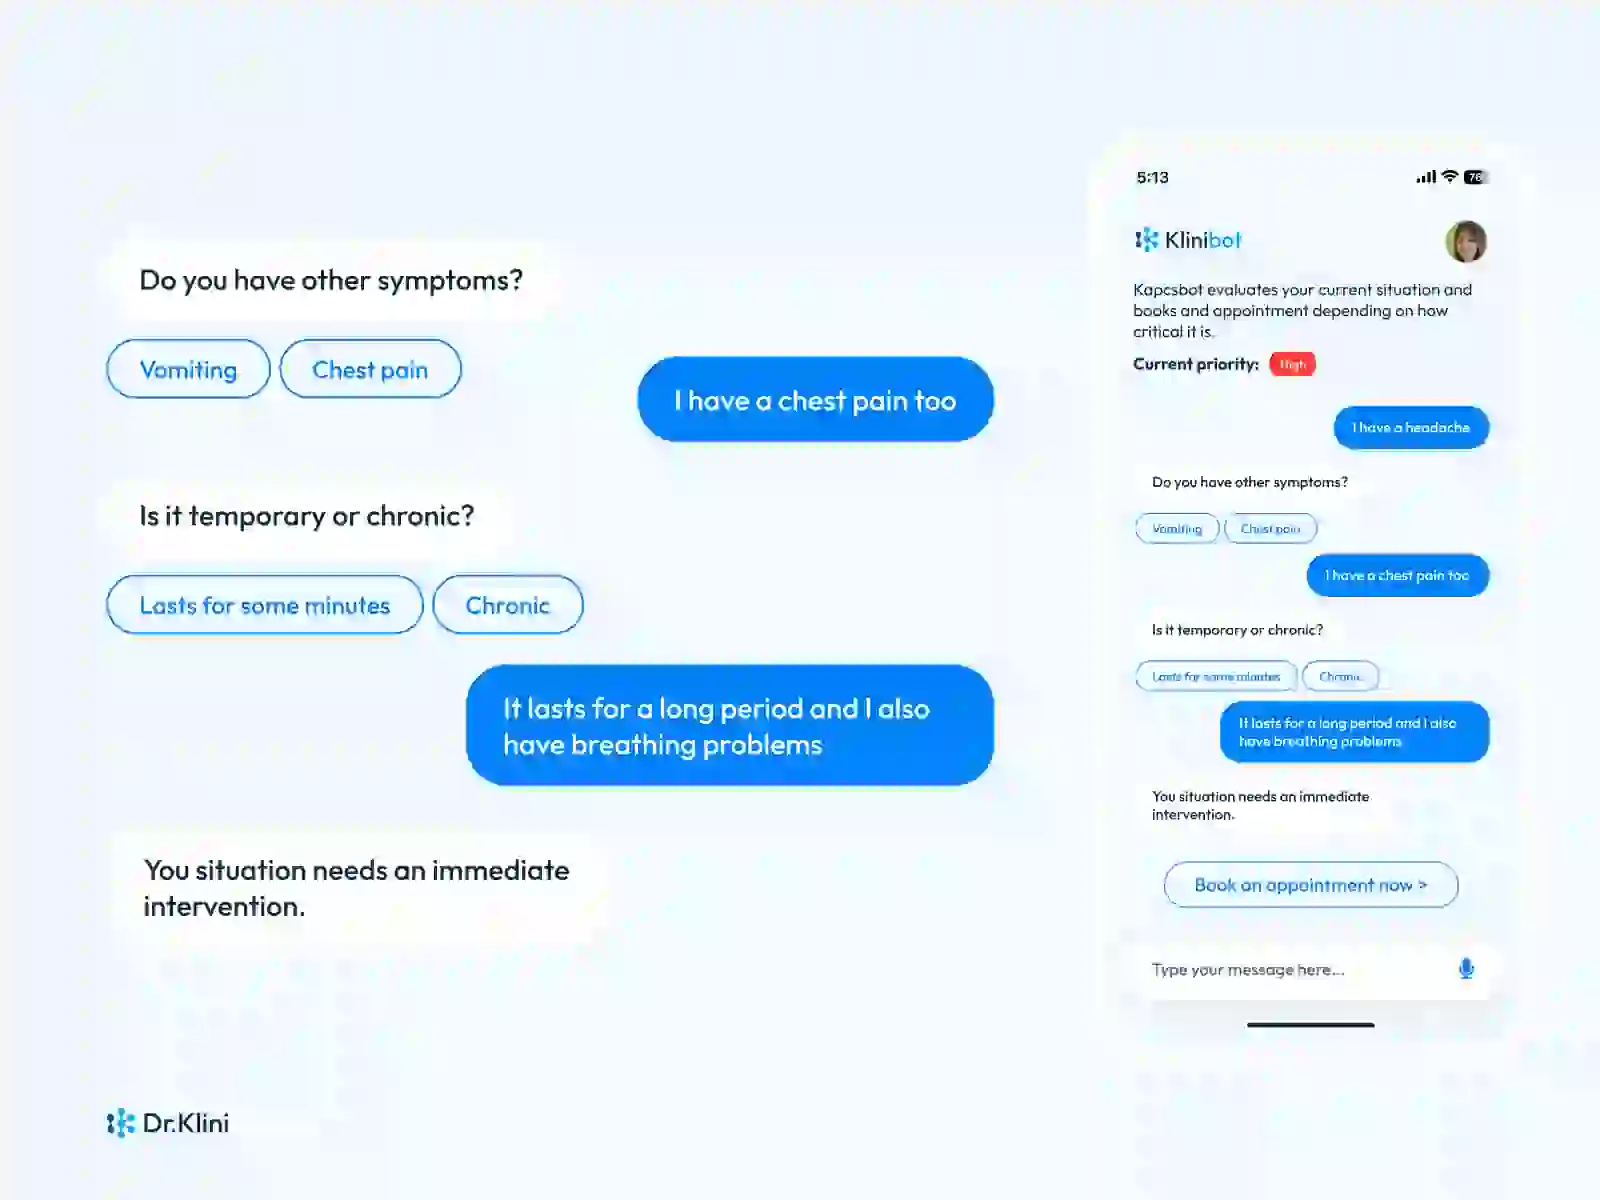 Do you have other symptoms?
Vomiting
Chest pain
I have a chest pain too
Is it temporary or chronic?
Lasts for some minutes
Chronic
It lasts for a long period and I also
have breathing problems
You situation needs an immediate
intervention.
Dr.Klini
5:13
76
Klinibot
Kapcsbot evaluates your current situation and
books and appointment depending on how
critical it is.
Current priority: High
I have a headache
Do you have other symptoms?
Vomiting
Chest pain
I have a chest pain too
Is it temporary or chronic?
Lasts for some minutes
Chronic
It lasts for a long period and I also
have breathing problems
You situation needs an immediate
intervention.
Book an appointment now >
Type your message here...